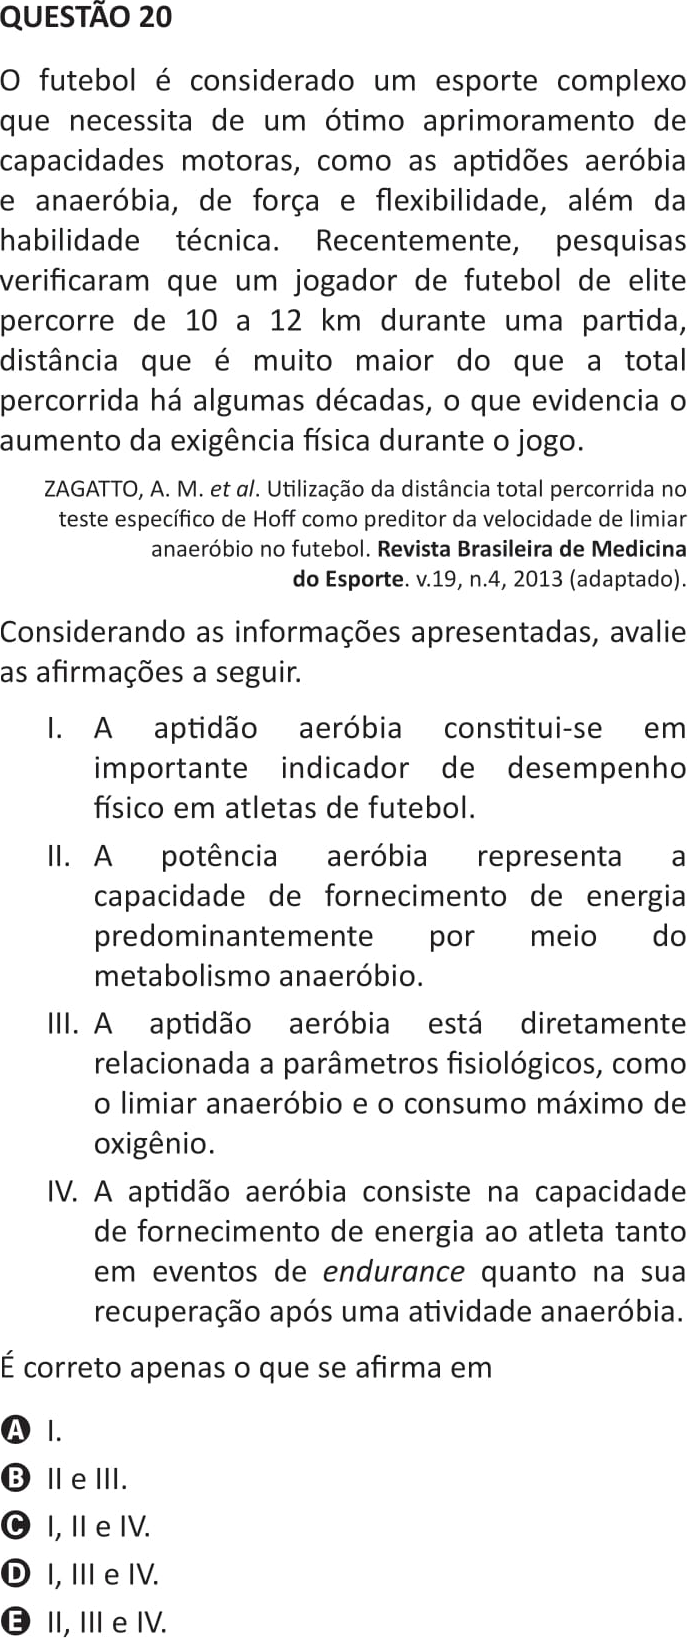 QUESTÃO 20
O futebol é considerado um esporte complexo
que necessita de um ótimo aprimoramento de
capacidades motoras, como as aptidões aeróbia
e anaeróbia, de força e flexibilidade, além da
habilidade técnica. Recentemente, pesquisas
verificaram que um jogador de futebol de elite
percorre de 10 a 12 km durante uma partida,
distância que é muito maior do que a total
percorrida há algumas décadas, o que evidencia o
aumento da exigência física durante o jogo.
ZAGATTO, A. M. et al. Utilização da distância total percorrida no
teste específico de Hoff como preditor da velocidade de limiar
anaeróbio no futebol. Revista Brasileira de Medicina
do Esporte. v.19, n.4, 2013 (adaptado).
Considerando as informações apresentadas, avalie
as afirmações a seguir.
I. A aptidão aeróbia constitui-se em
importante indicador de desempenho
físico em atletas de futebol.
II. A potência aeróbia representa a
capacidade de fornecimento de energia
predominantemente por meio do
metabolismo anaeróbio.
III. A aptidão aeróbia está diretamente
relacionada a parâmetros fisiológicos, como
o limiar anaeróbio e o consumo máximo de
oxigênio.
IV. A aptidão aeróbia consiste na capacidade
de fornecimento de energia ao atleta tanto
em eventos de endurance quanto na sua
recuperação após uma atividade anaeróbia.
É correto apenas o que se afirma em
A I.
B II e III.
C I, II e IV.
D I, III e IV.
E II, III e IV.